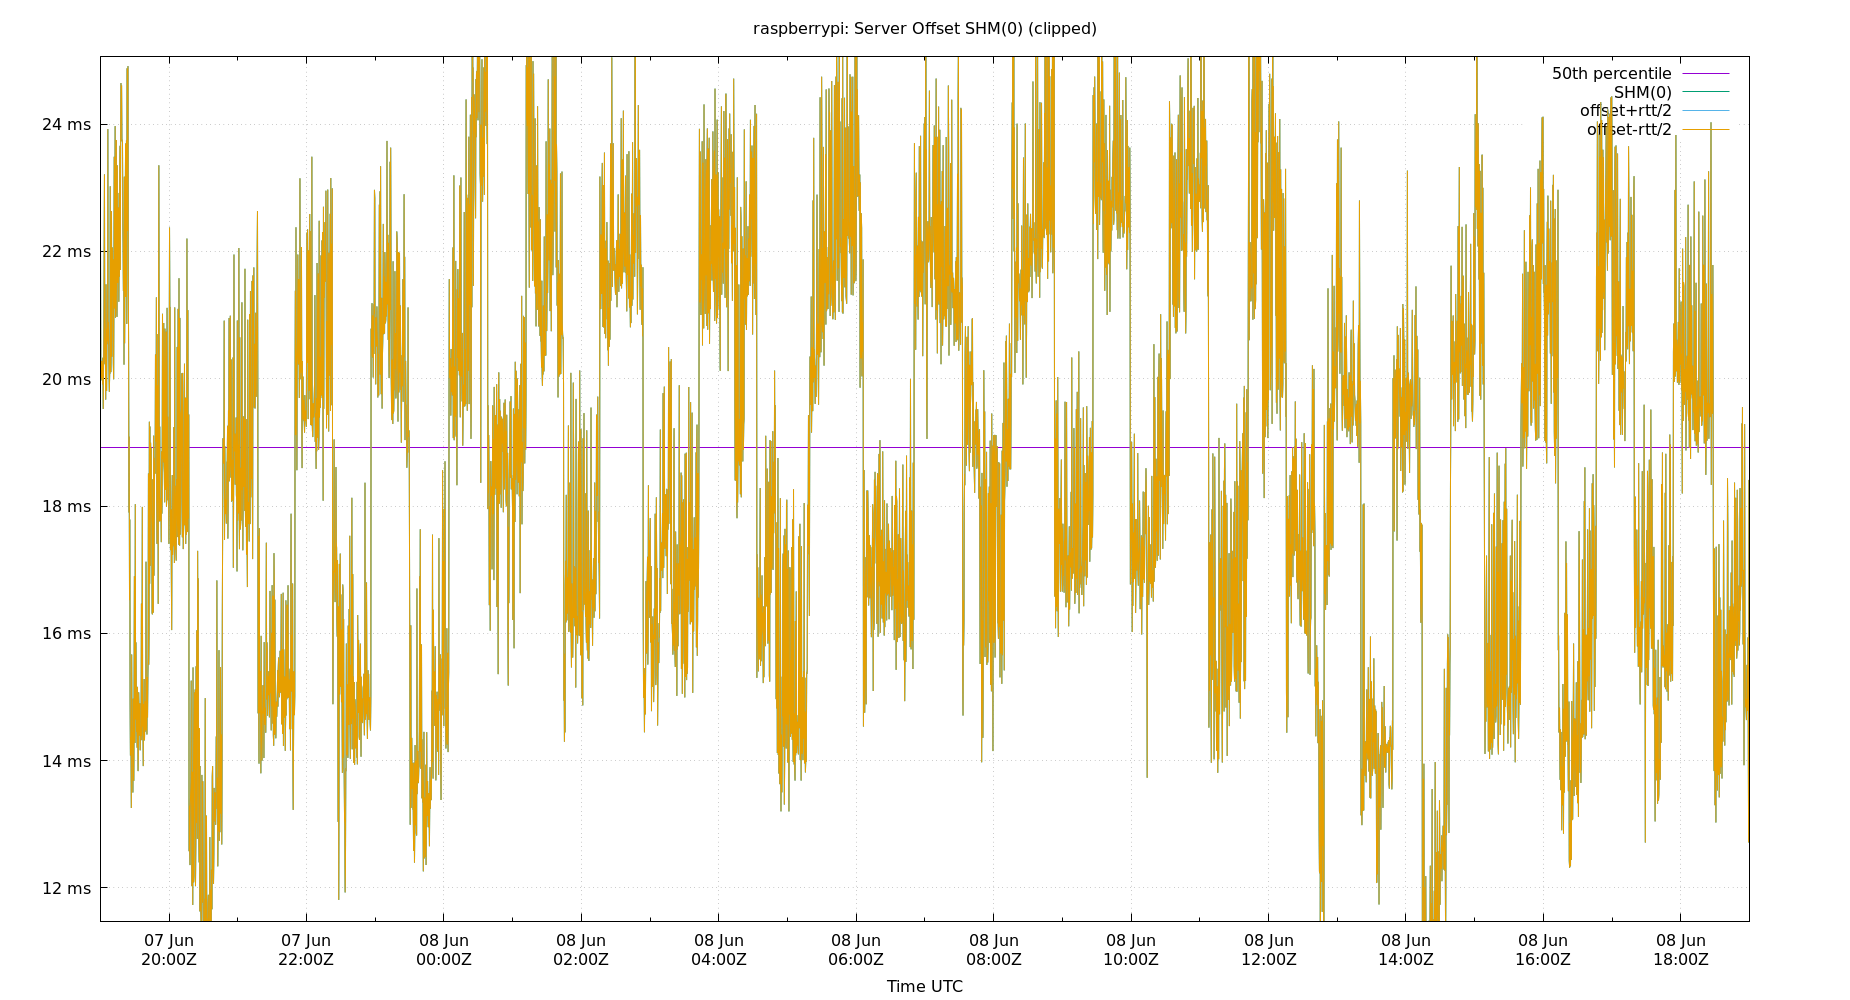 raspberrypi: Server Offset SHM(0) (clipped)
50th percentile
SHM(0)
offset+rtt/2
offset-rtt/2
24 ms
22 ms
20 ms
18 ms
16 ms
14 ms
12 ms
07 Jun 07 Jun 08 Jun 08 Jun 08 Jun 08 Jun 08 Jun 08 Jun 08 Jun 08 Jun 08 Jun 08 Jun
20:00Z 22:00Z 00:00Z 02:00Z 04:00Z 06:00Z 08:00Z 10:00Z 12:00Z 14:00Z 16:00Z 18:00Z
Time UTC